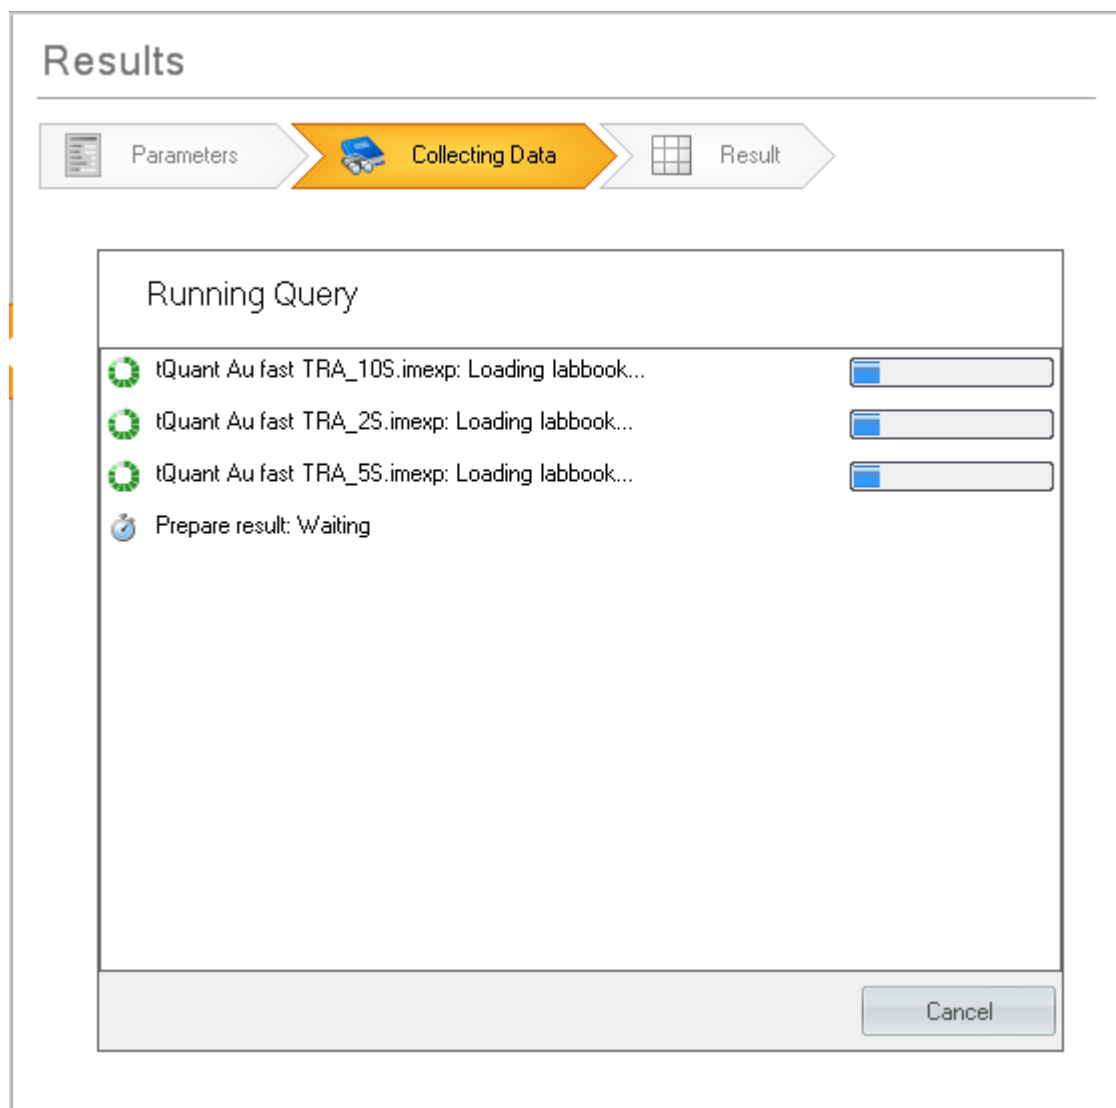 Results
Parameters
Collecting Data
Result
Running Query
tQuant Au fast TRA_10S.imexp: Loading labbook...
tQuant Au fast TRA_2S.imexp: Loading labbook...
tQuant Au fast TRA_5S.imexp: Loading labbook...
Prepare result: Waiting
Cancel